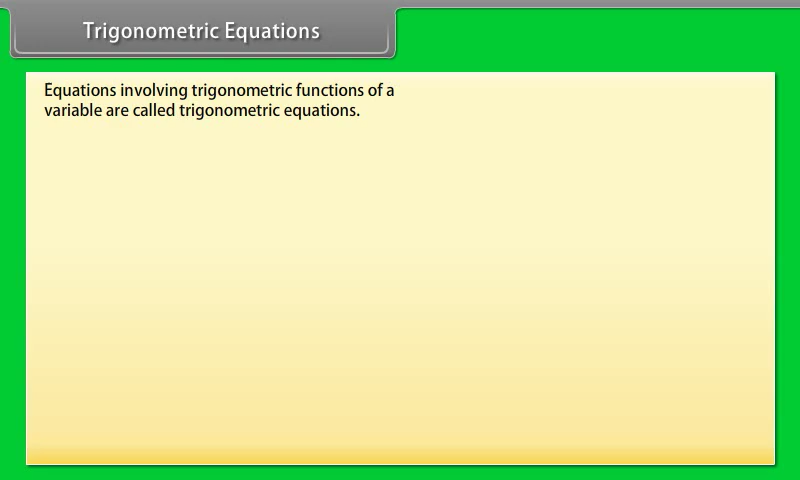 Trigonometric Equations
Equations involving trigonometric functions of a
variable are called trigonometric equations.